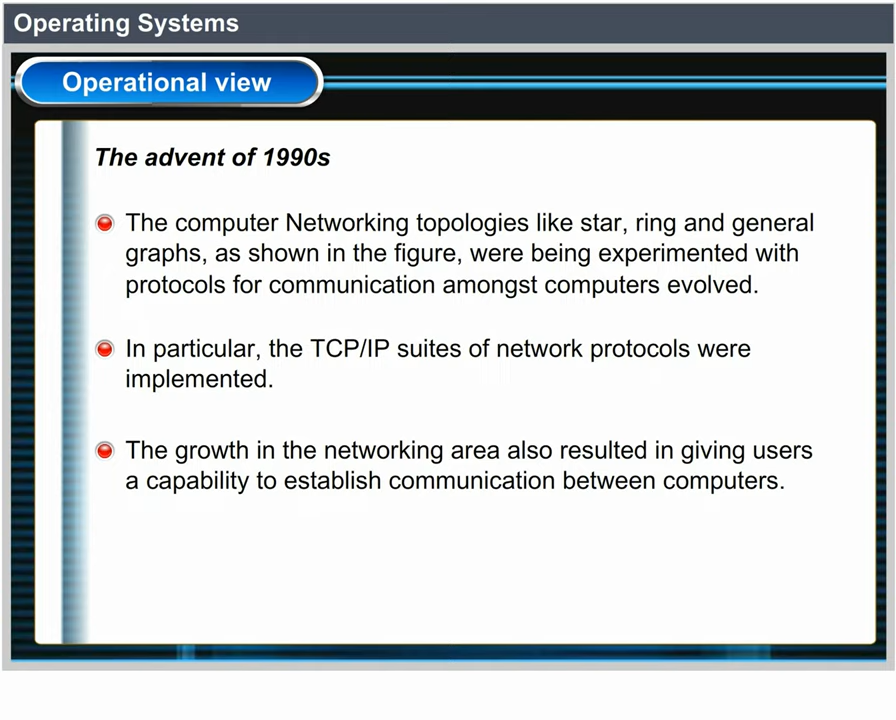 Operating Systems
Operational view
The advent of 1990s
The computer Networking topologies like star, ring and general
graphs, as shown in the figure, were being experimented with
protocols for communication amongst computers evolved.
In particular, the TCP/IP suites of network protocols were
implemented.
The growth in the networking area also resulted in giving users
a capability to establish communication between computers.